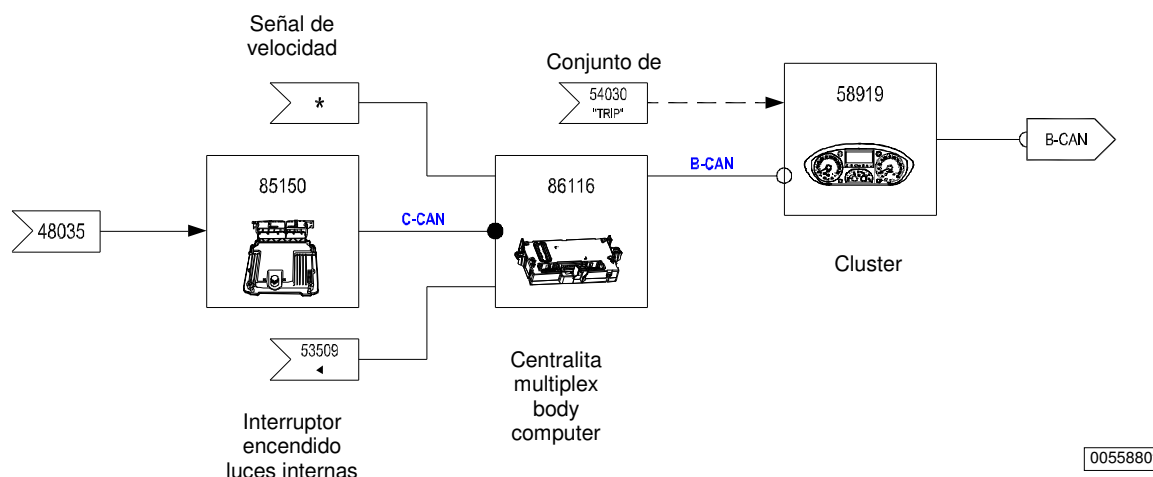 Señal de
velocidad
*
Conjunto de
54030
"TRIP"
58919
B-CAN
85150
86116
B-CAN
48035
C-CAN
Cluster
53509
Centralita
multiplex
body
computer
Interruptor
encendido
luces internas
0055880